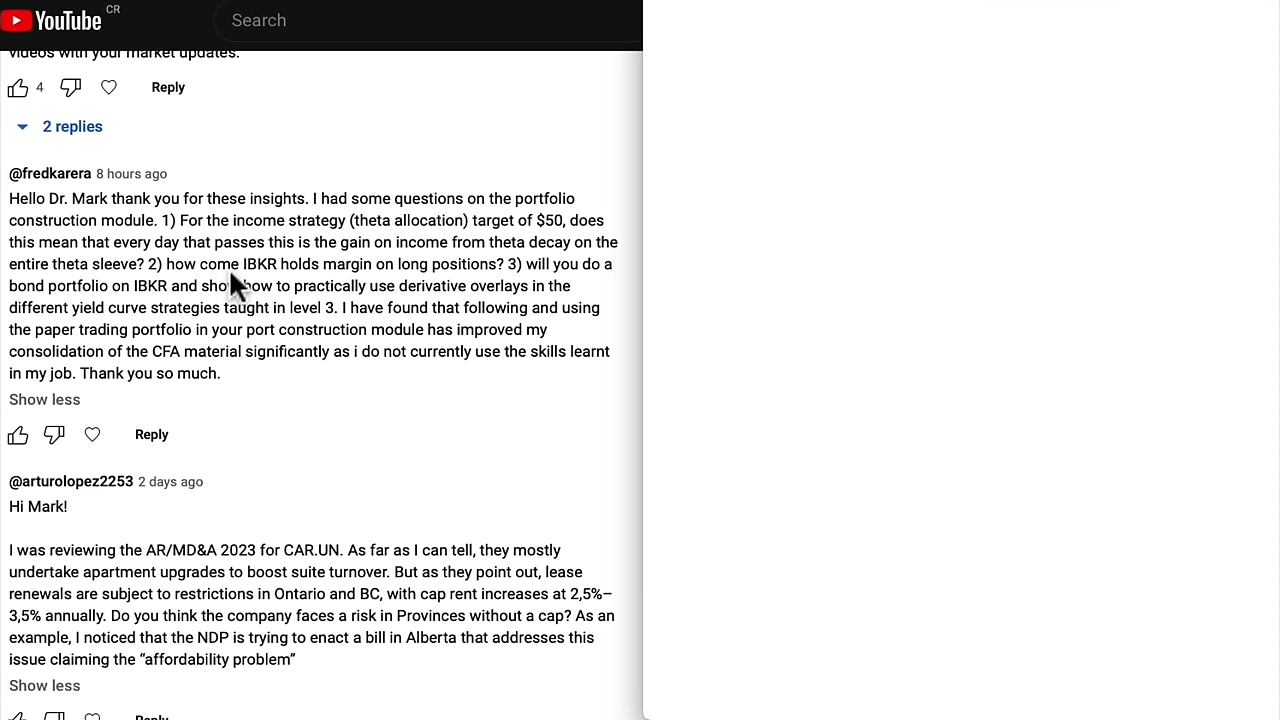 YouTube CR
Search
videos with your market updates.
4 Reply
2 replies
@fredkarera 8 hours ago
Hello Dr. Mark thank you for these insights. I had some questions on the portfolio
construction module. 1) For the income strategy (theta allocation) target of $50, does
this mean that every day that passes this is the gain on income from theta decay on the
entire theta sleeve? 2) how come IBKR holds margin on long positions? 3) will you do a
bond portfolio on IBKR and show how to practically use derivative overlays in the
different yield curve strategies taught in level 3. I have found that following and using
the paper trading portfolio in your port construction module has improved my
consolidation of the CFA material significantly as i do not currently use the skills learnt
in my job. Thank you so much.
Show less
Reply
@arturolopez2253 2 days ago
Hi Mark!
I was reviewing the AR/MD&A 2023 for CAR.UN. As far as I can tell, they mostly
undertake apartment upgrades to boost suite turnover. But as they point out, lease
renewals are subject to restrictions in Ontario and BC, with cap rent increases at 2,5%–
3,5% annually. Do you think the company faces a risk in Provinces without a cap? As an
example, I noticed that the NDP is trying to enact a bill in Alberta that addresses this
issue claiming the “affordability problem”
Show less
Reply